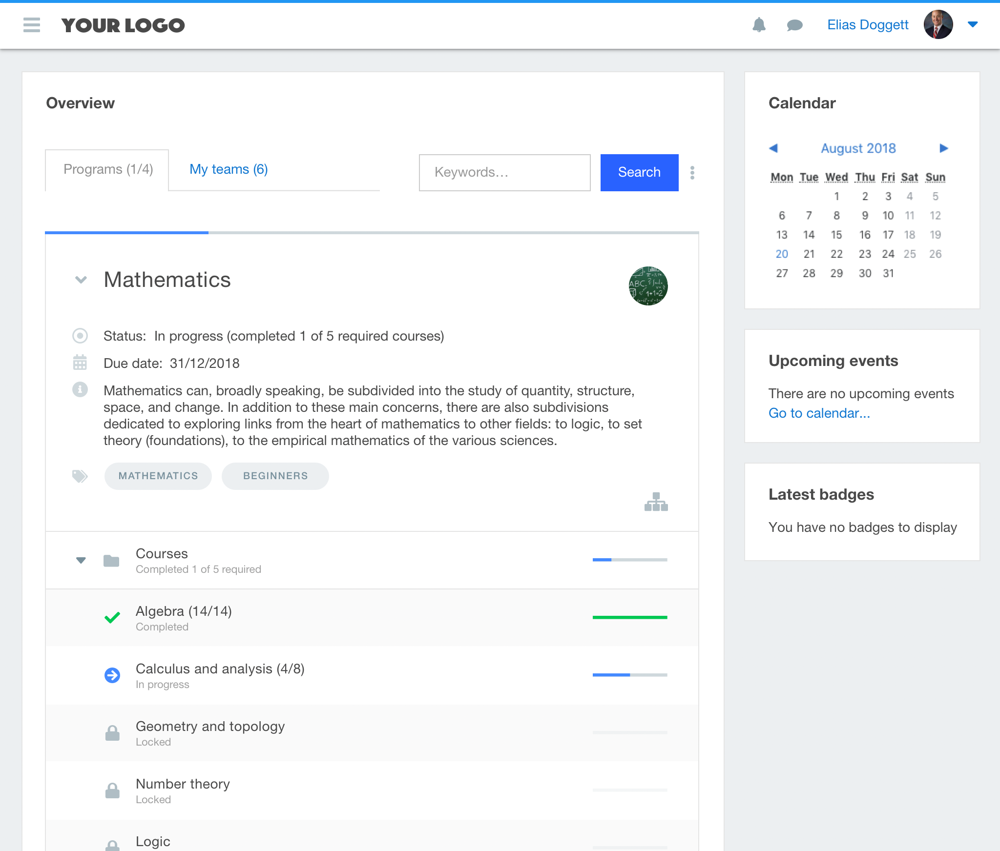 YOUR LOGO
Elias Doggett
Overview
Programs (1/4)
My teams (6)
Keywords...
Search
Mathematics
ABC
1+1=2
Status: In progress (completed 1 of 5 required courses)
Due date: 31/12/2018
Mathematics can, broadly speaking, be subdivided into the study of quantity, structure,
space, and change. In addition to these main concerns, there are also subdivisions
dedicated to exploring links from the heart of mathematics to other fields: to logic, to set
theory (foundations), to the empirical mathematics of the various sciences.
MATHEMATICS
BEGINNERS
Courses
Completed 1 of 5 required
Algebra (14/14)
Completed
Calculus and analysis (4/8)
In progress
Geometry and topology
Locked
Number theory
Locked
Logic
Calendar
August 2018
Mon Tue Wed Thu Fri Sat Sun
1 2 3 4 5
6 7 8 9 10 11 12
13 14 15 16 17 18 19
20 21 22 23 24 25 26
27 28 29 30 31
Upcoming events
There are no upcoming events
Go to calendar...
Latest badges
You have no badges to display